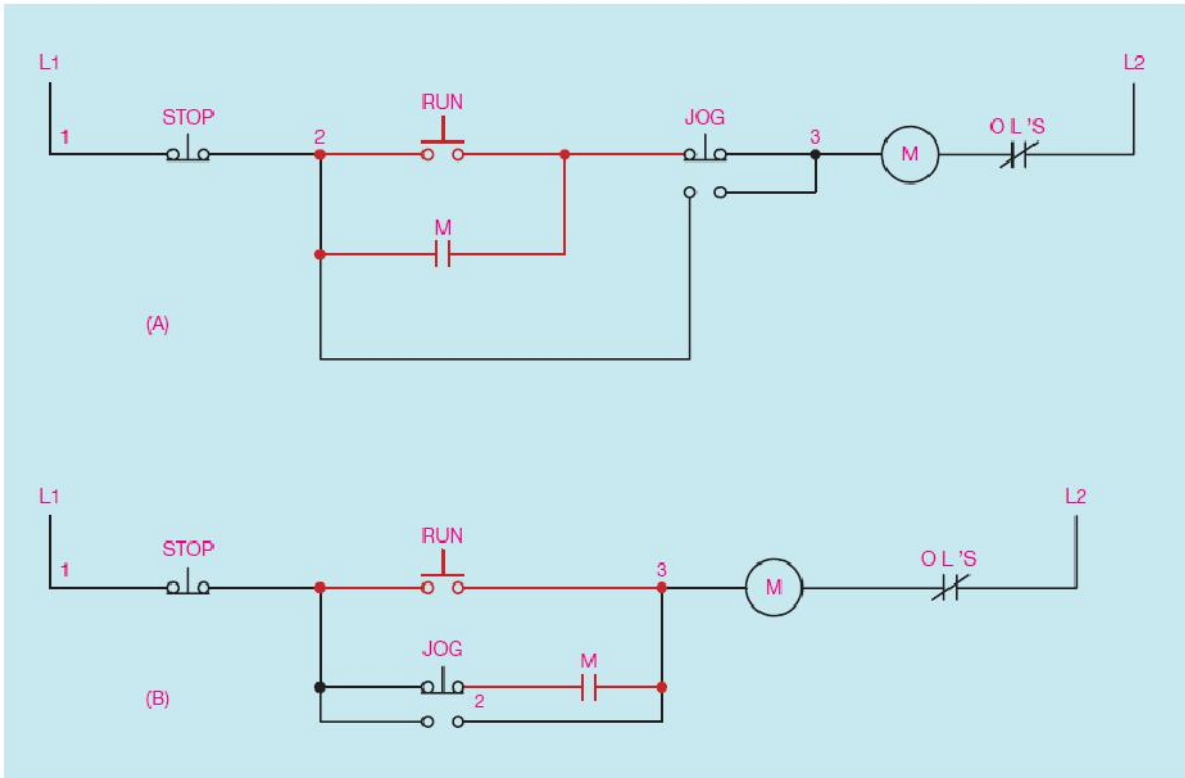 L1 L2
RUN
STOP JOG O L 'S
1 2 3
M
M
(A)
L1 L2
RUN
STOP O L 'S
1 3
M
JOG M
2
(B)